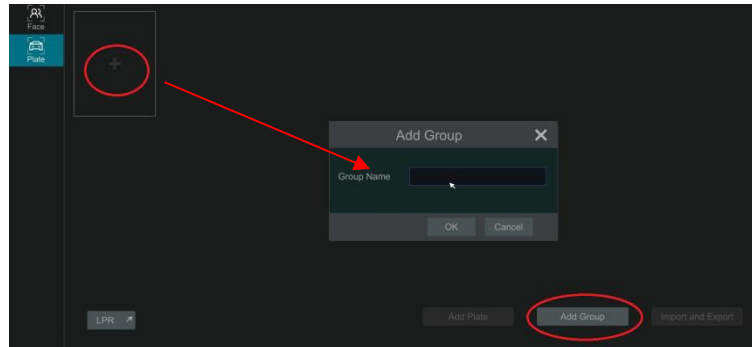 Face
Plate
Add Group
Group Name
OK Cancel
LPR
Add Plate Add Group Import and Export